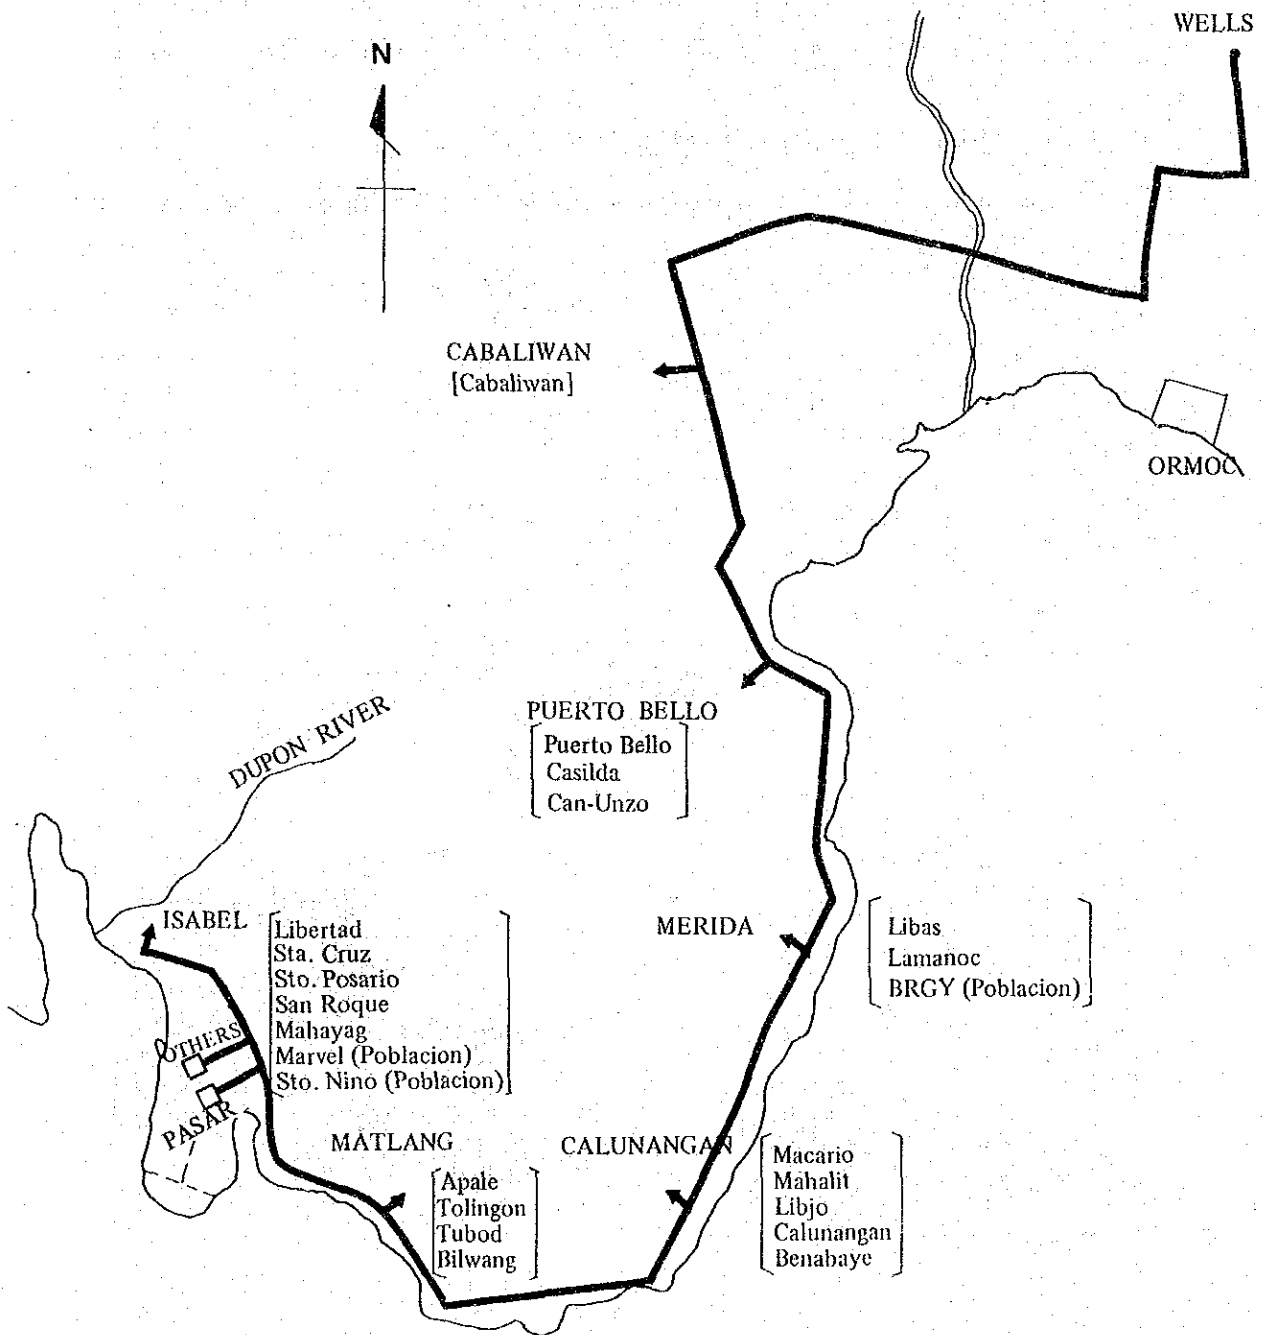 WELLS
N
CABALIWAN
[Cabaliwan]
ORMOC
PUERTO BELLO
Puerto Bello
Casilda
Can-Unzo
DUPON RIVER
ISABEL
Libertad
Sta. Cruz
Sto. Posario
San Roque
Mahayag
Marvel (Poblacion)
Sto. Nino (Poblacion)
MERIDA
Libas
Lamanoc
BRGY (Poblacion)
OTHERS
PASAR
MATLANG
Apale
Tolingon
Tubod
Bilwang
CALUNANGAN
Macario
Mahalit
Libjo
Calunangan
Benabaye